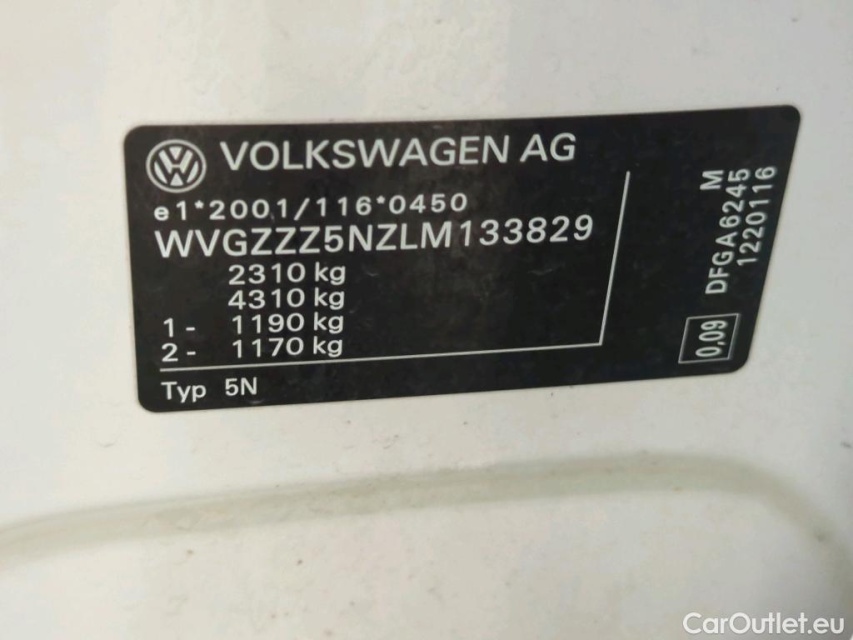 VOLKSWAGEN AG
e1*2001/116*0450
WVGZZZ5NZLM133829
2310 kg
4310 kg
1- 1190 kg
2- 1170 kg
Typ 5N
M
DFGA6245
1220116
0,09
CarOutlet.eu